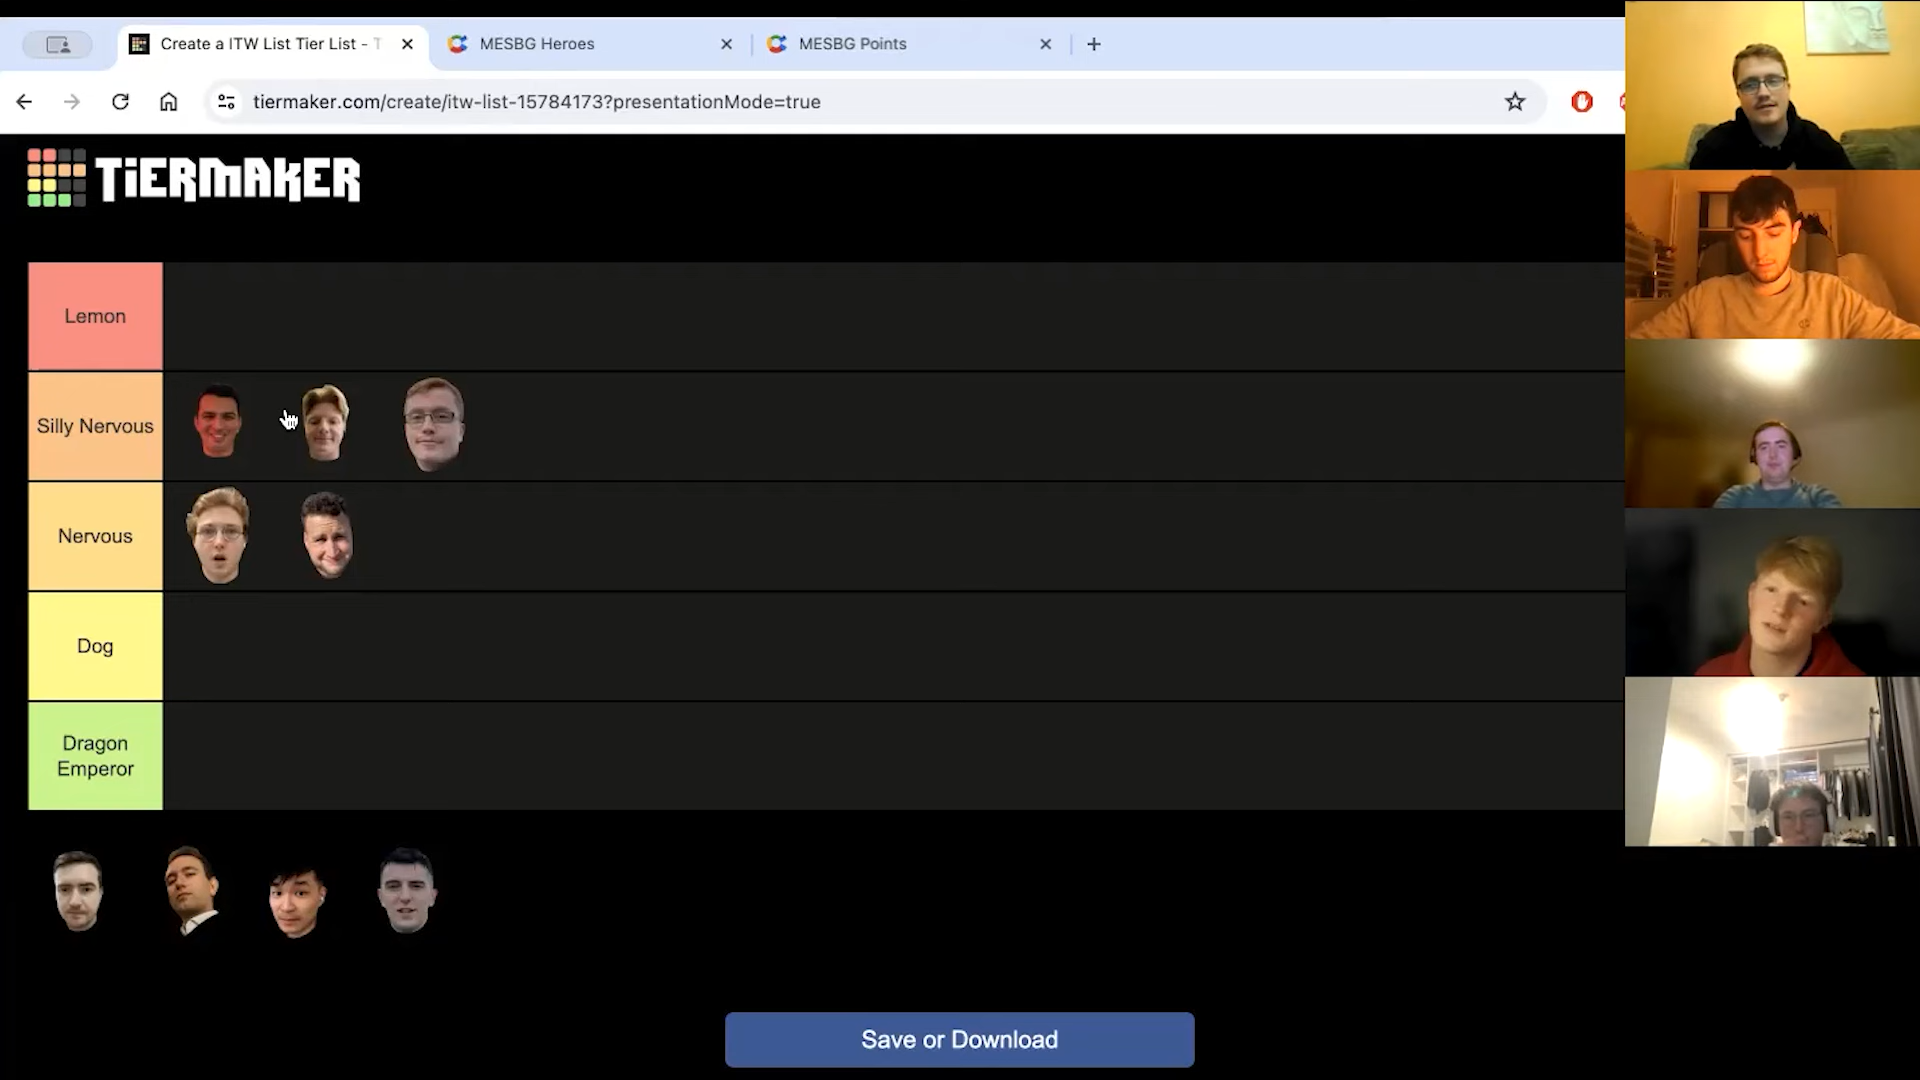 Create a ITW List Tier List - T
MESBG Heroes
MESBG Points
tiermaker.com/create/itw-list-15784173?presentationMode=true
TiERMAKER
Lemon
Silly Nervous
Nervous
Dog
Dragon
Emperor
Save or Download